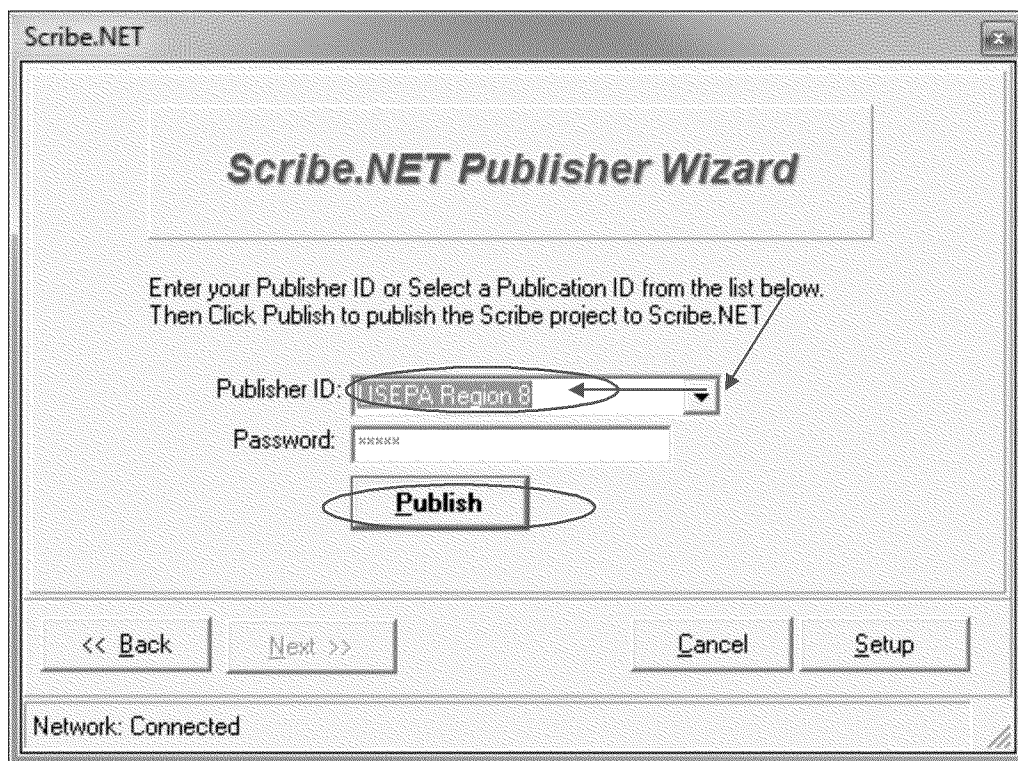 Scribe.NET
Scribe.NET Publisher Wizard
Enter your Publisher ID or Select a Publication ID from the list below.
Then Click Publish to publish the Scribe project to Scribe.NET
Publisher ID:
USEPA Region 8
Password:
*****
Publish
<< Back
Next >>
Cancel
Setup
Network: Connected